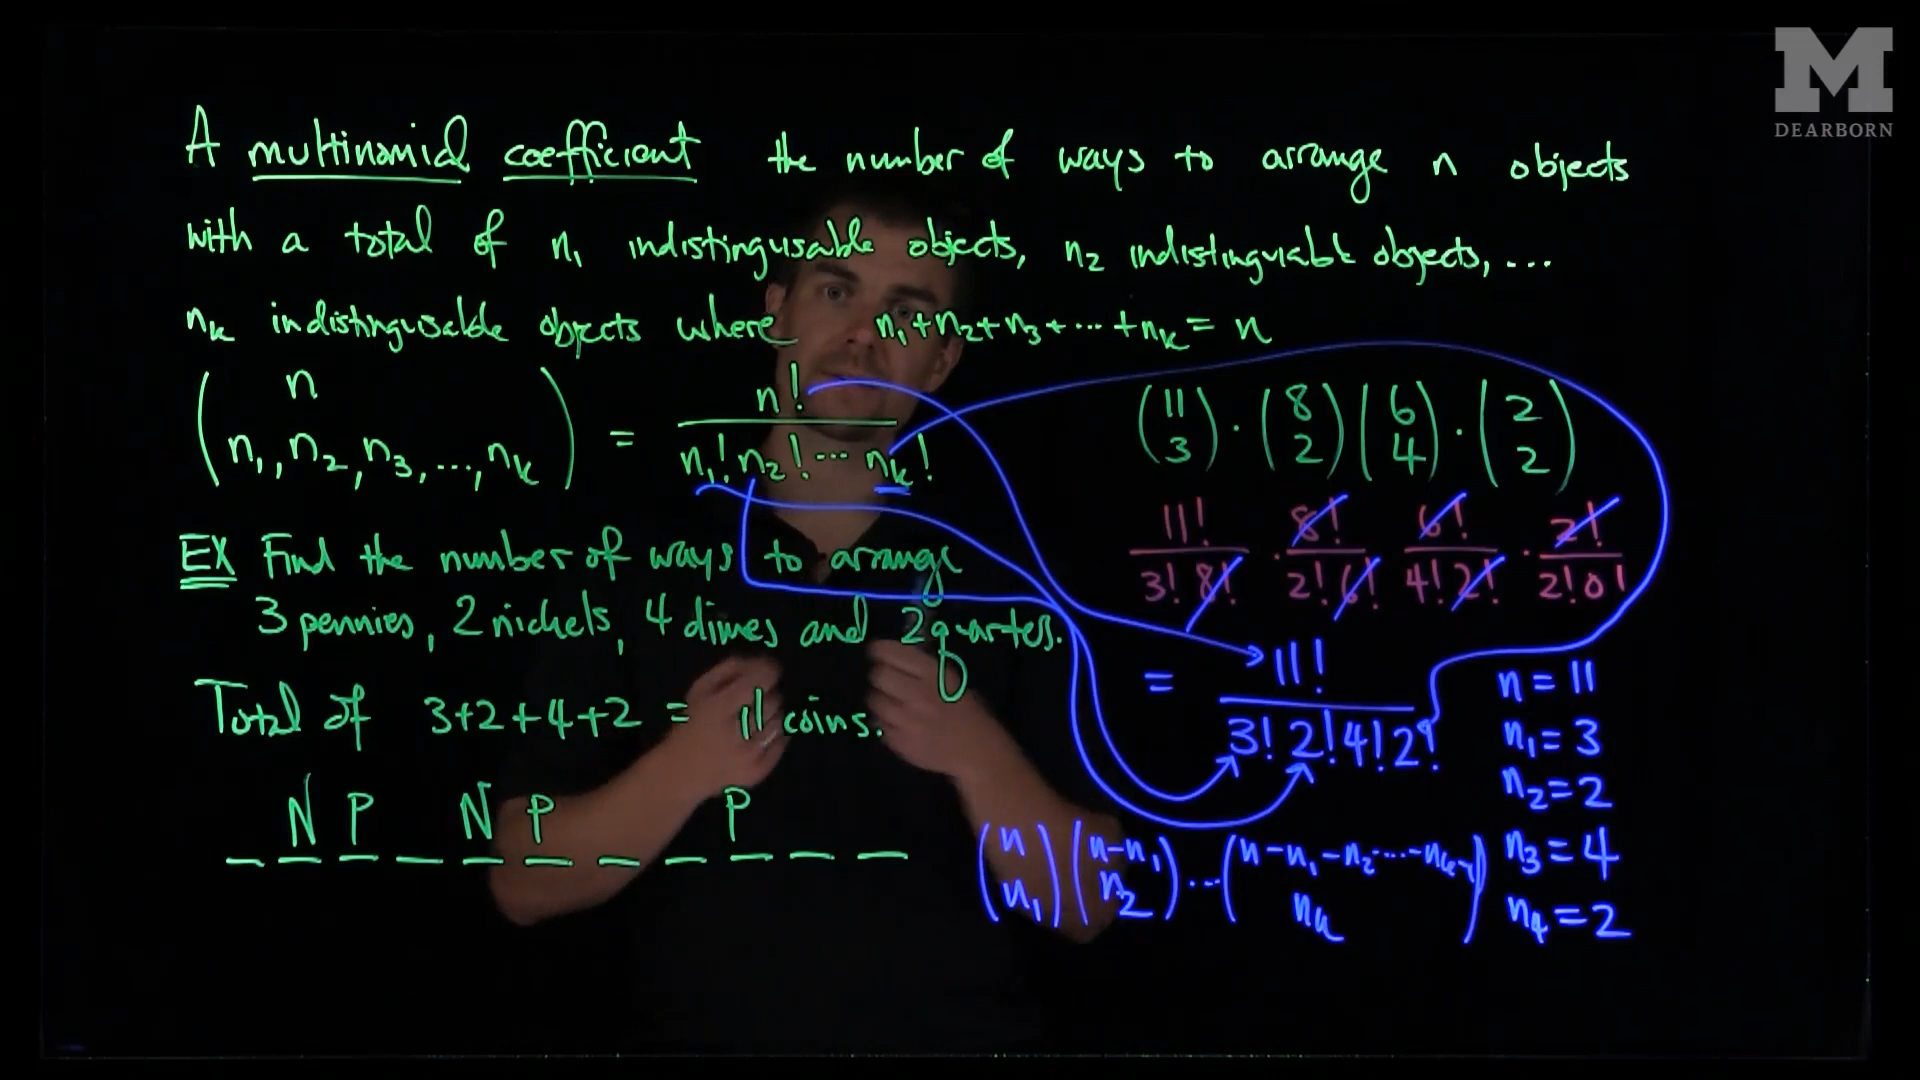 M
DEARBORN
A multinomial coefficient the number of ways to arrange n objects
with a total of n₁ indistingusable objects, n₂ indistinguiable objects, ...
nₖ indistingusable objects where n₁+n₂+n₃+...+nₖ = n
(n / n₁, n₂, n₃, ..., nₖ) = n! / n₁! n₂! ... nₖ!
EX Find the number of ways to arrange
3 pennies, 2 nickels, 4 dimes and 2 quarters.
Total of 3+2+4+2 = 11 coins.
_ N P _ N P _ _ P _ _
(11 / 3) · (8 / 2) (6 / 4) · (2 / 2)
11! / 3! 8! · 8! / 2! 6! 6! / 4! 2! · 2! / 2! 0!
= 11! / 3! 2! 4! 2!
n = 11
n₁ = 3
n₂ = 2
n₃ = 4
n₄ = 2
(n / n₁) (n-n₁ / n₂) ... (n-n₁-n₂-...-nₖ₋₁ / nₖ)